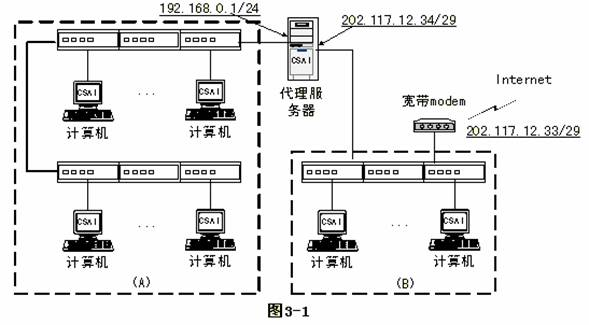 192.168.0.1/24
202.117.12.34/29
CSAI
CSAI
...
CSAI
代理服
务器
计算机
计算机
宽带modem
Internet
202.117.12.33/29
CSAI
...
CSAI
计算机
计算机
(A)
CSAI
...
CSAI
计算机
计算机
(B)
图3-1